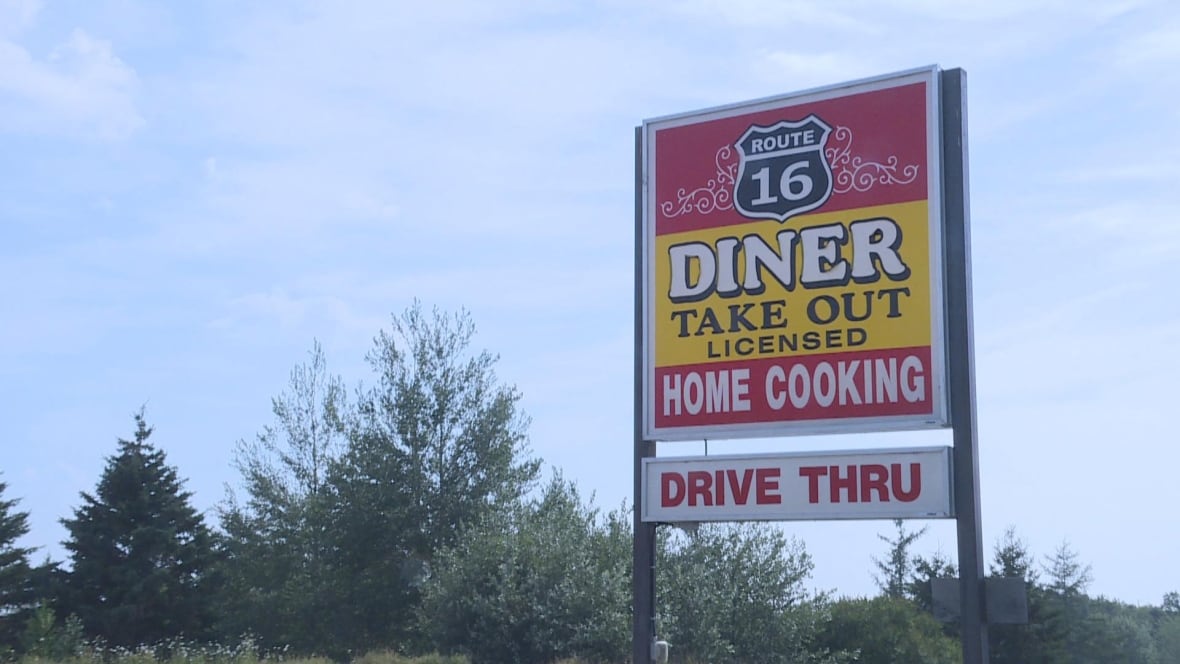 ROUTE
16
DINER
TAKE OUT
LICENSED
HOME COOKING
DRIVE THRU